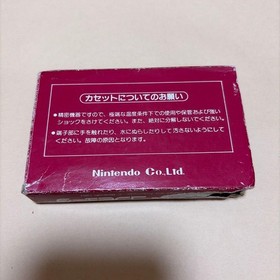 カセットについてのお願い
●精密機器ですので、極端な温度条件下での使用や保管および強い
ショックをさけてください。また、絶対に分解しないでください。
●端子部に手を触れたり、水にぬらしたりして汚さないようにして
ください。故障の原因となります。
Nintendo Co.,Ltd.